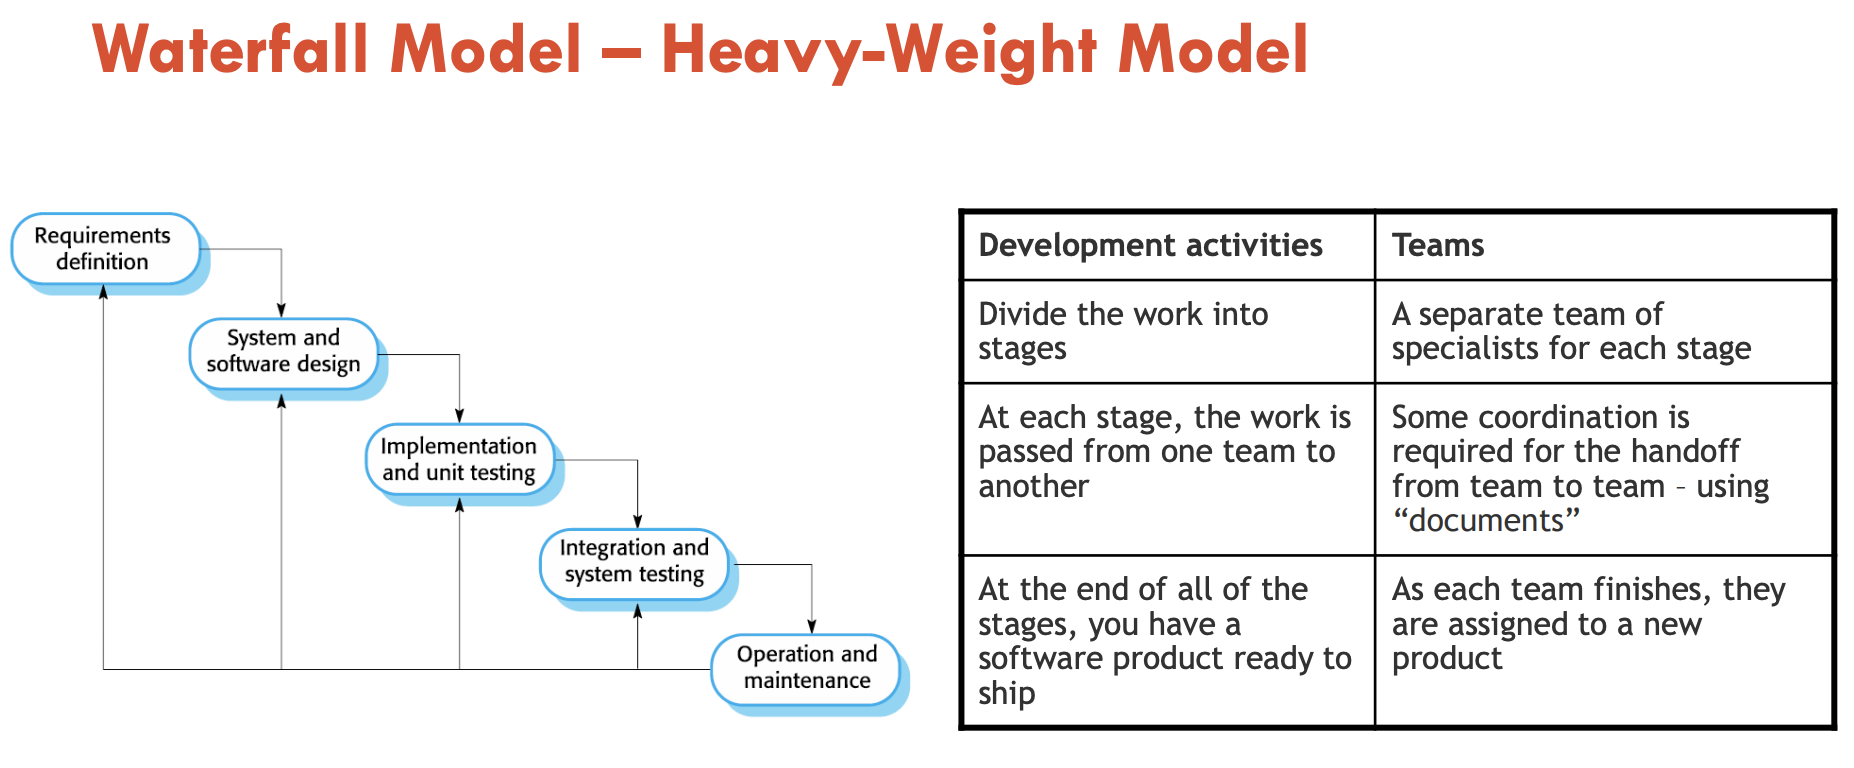 Waterfall Model – Heavy-Weight Model
Requirements
definition
System and
software design
Implementation
and unit testing
Integration and
system testing
Operation and
maintenance
Development activities
Teams
Divide the work into
stages
A separate team of
specialists for each stage
At each stage, the work is
passed from one team to
another
Some coordination is
required for the handoff
from team to team – using
“documents”
At the end of all of the
stages, you have a
software product ready to
ship
As each team finishes, they
are assigned to a new
product